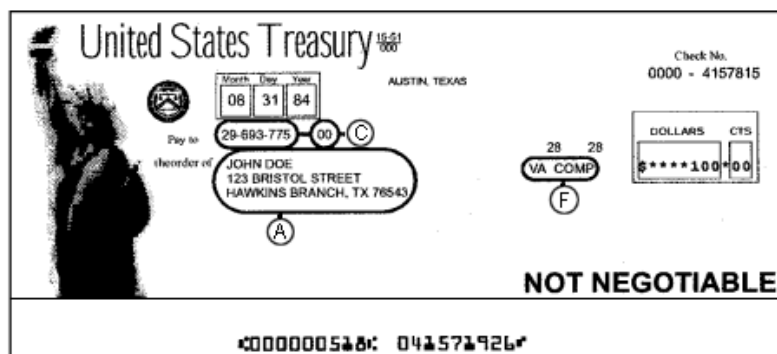 United States Treasury 15-51
000
Check No.
0000 - 4157815
AUSTIN, TEXAS
Month Day Year
08 31 84
Pay to
theorder of
29-693-775 00 C
JOHN DOE
123 BRISTOL STREET
HAWKINS BRANCH, TX 76543
A
28 28
VA COMP
F
DOLLARS CTS
$****100*00
NOT NEGOTIABLE
⑆000000518⑆ 041571926⑈